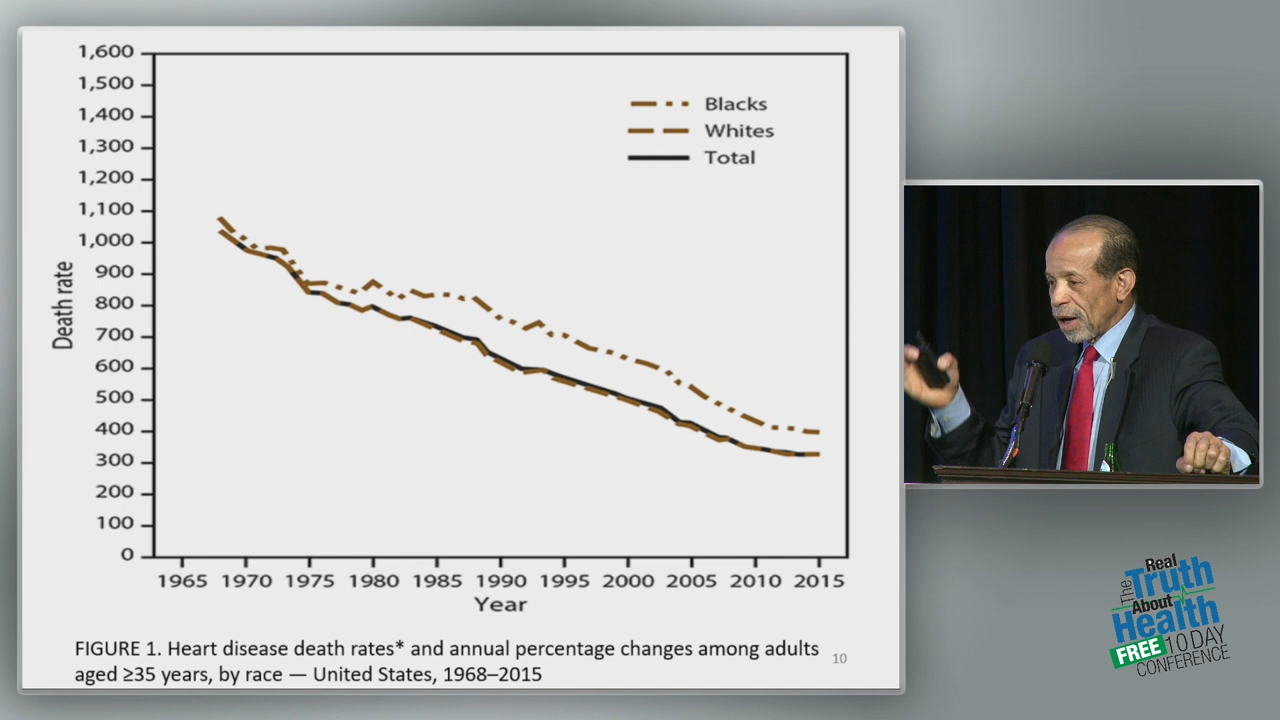 1,600
1,500
1,400
1,300
1,200
1,100
1,000
900
800
700
600
500
400
300
200
100
0
Death rate
Blacks
Whites
Total
1965 1970 1975 1980 1985 1990 1995 2000 2005 2010 2015
Year
FIGURE 1. Heart disease death rates* and annual percentage changes among adults
aged ≥35 years, by race — United States, 1968–2015
10
The Real
Truth
About
Health
FREE 10 DAY
CONFERENCE